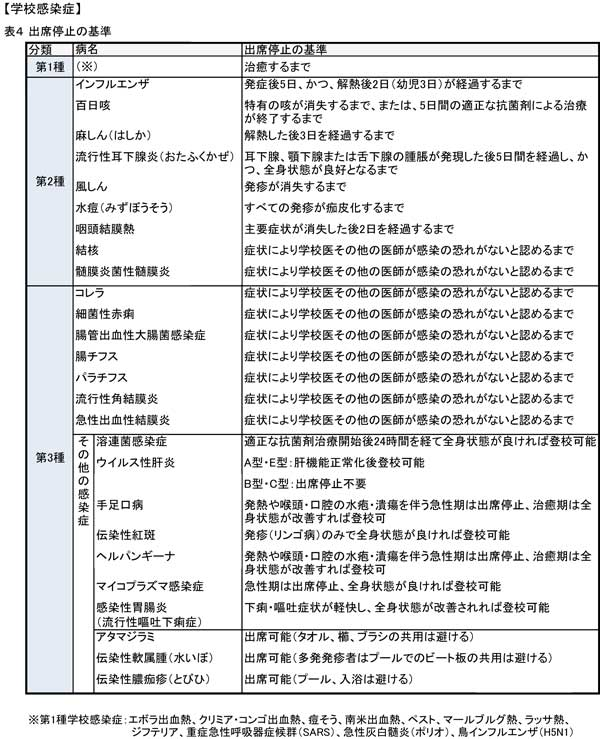 【学校感染症】
表4 出席停止の基準
分類 病名 出席停止の基準
第1種 (※) 治癒するまで
第2種
インフルエンザ 発症後5日、かつ、解熱後2日(幼児3日)が経過するまで
百日咳 特有の咳が消失するまで、または、5日間の適正な抗菌剤による治療
が終了するまで
麻しん(はしか) 解熱した後3日を経過するまで
流行性耳下腺炎(おたふくかぜ) 耳下腺、顎下腺または舌下腺の腫脹が発現した後5日間を経過し、か
つ、全身状態が良好となるまで
風しん 発疹が消失するまで
水痘(みずぼうそう) すべての発疹が痂皮化するまで
咽頭結膜熱 主要症状が消失した後2日を経過するまで
結核 症状により学校医その他の医師が感染の恐れがないと認めるまで
髄膜炎菌性髄膜炎 症状により学校医その他の医師が感染の恐れがないと認めるまで
第3種
コレラ 症状により学校医その他の医師が感染の恐れがないと認めるまで
細菌性赤痢 症状により学校医その他の医師が感染の恐れがないと認めるまで
腸管出血性大腸菌感染症 症状により学校医その他の医師が感染の恐れがないと認めるまで
腸チフス 症状により学校医その他の医師が感染の恐れがないと認めるまで
パラチフス 症状により学校医その他の医師が感染の恐れがないと認めるまで
流行性角結膜炎 症状により学校医その他の医師が感染の恐れがないと認めるまで
急性出血性結膜炎 症状により学校医その他の医師が感染の恐れがないと認めるまで
その他の感染症
溶連菌感染症 適正な抗菌剤治療開始後24時間を経て全身状態が良ければ登校可能
ウイルス性肝炎 A型・E型:肝機能正常化後登校可能
B型・C型:出席停止不要
手足口病 発熱や喉頭・口腔の水疱・潰瘍を伴う急性期は出席停止、治癒期は全
身状態が改善すれば登校可
伝染性紅斑 発疹(リンゴ病)のみで全身状態が良ければ登校可能
ヘルパンギーナ 発熱や喉頭・口腔の水疱・潰瘍を伴う急性期は出席停止、治癒期は全
身状態が改善すれば登校可
マイコプラズマ感染症 急性期は出席停止、全身状態が良ければ登校可能
感染性胃腸炎 下痢・嘔吐症状が軽快し、全身状態が改善されれば登校可能
(流行性嘔吐下痢症)
アタマジラミ 出席可能(タオル、櫛、ブラシの共用は避ける)
伝染性軟属腫(水いぼ) 出席可能(多発発疹者はプールでのビート板の共用は避ける)
伝染性膿痂疹(とびひ) 出席可能(プール、入浴は避ける)
※第1種学校感染症:エボラ出血熱、クリミア・コンゴ出血熱、痘そう、南米出血熱、ペスト、マールブルグ熱、ラッサ熱、
ジフテリア、重症急性呼吸器症候群(SARS)、急性灰白髄炎(ポリオ)、鳥インフルエンザ(H5N1)